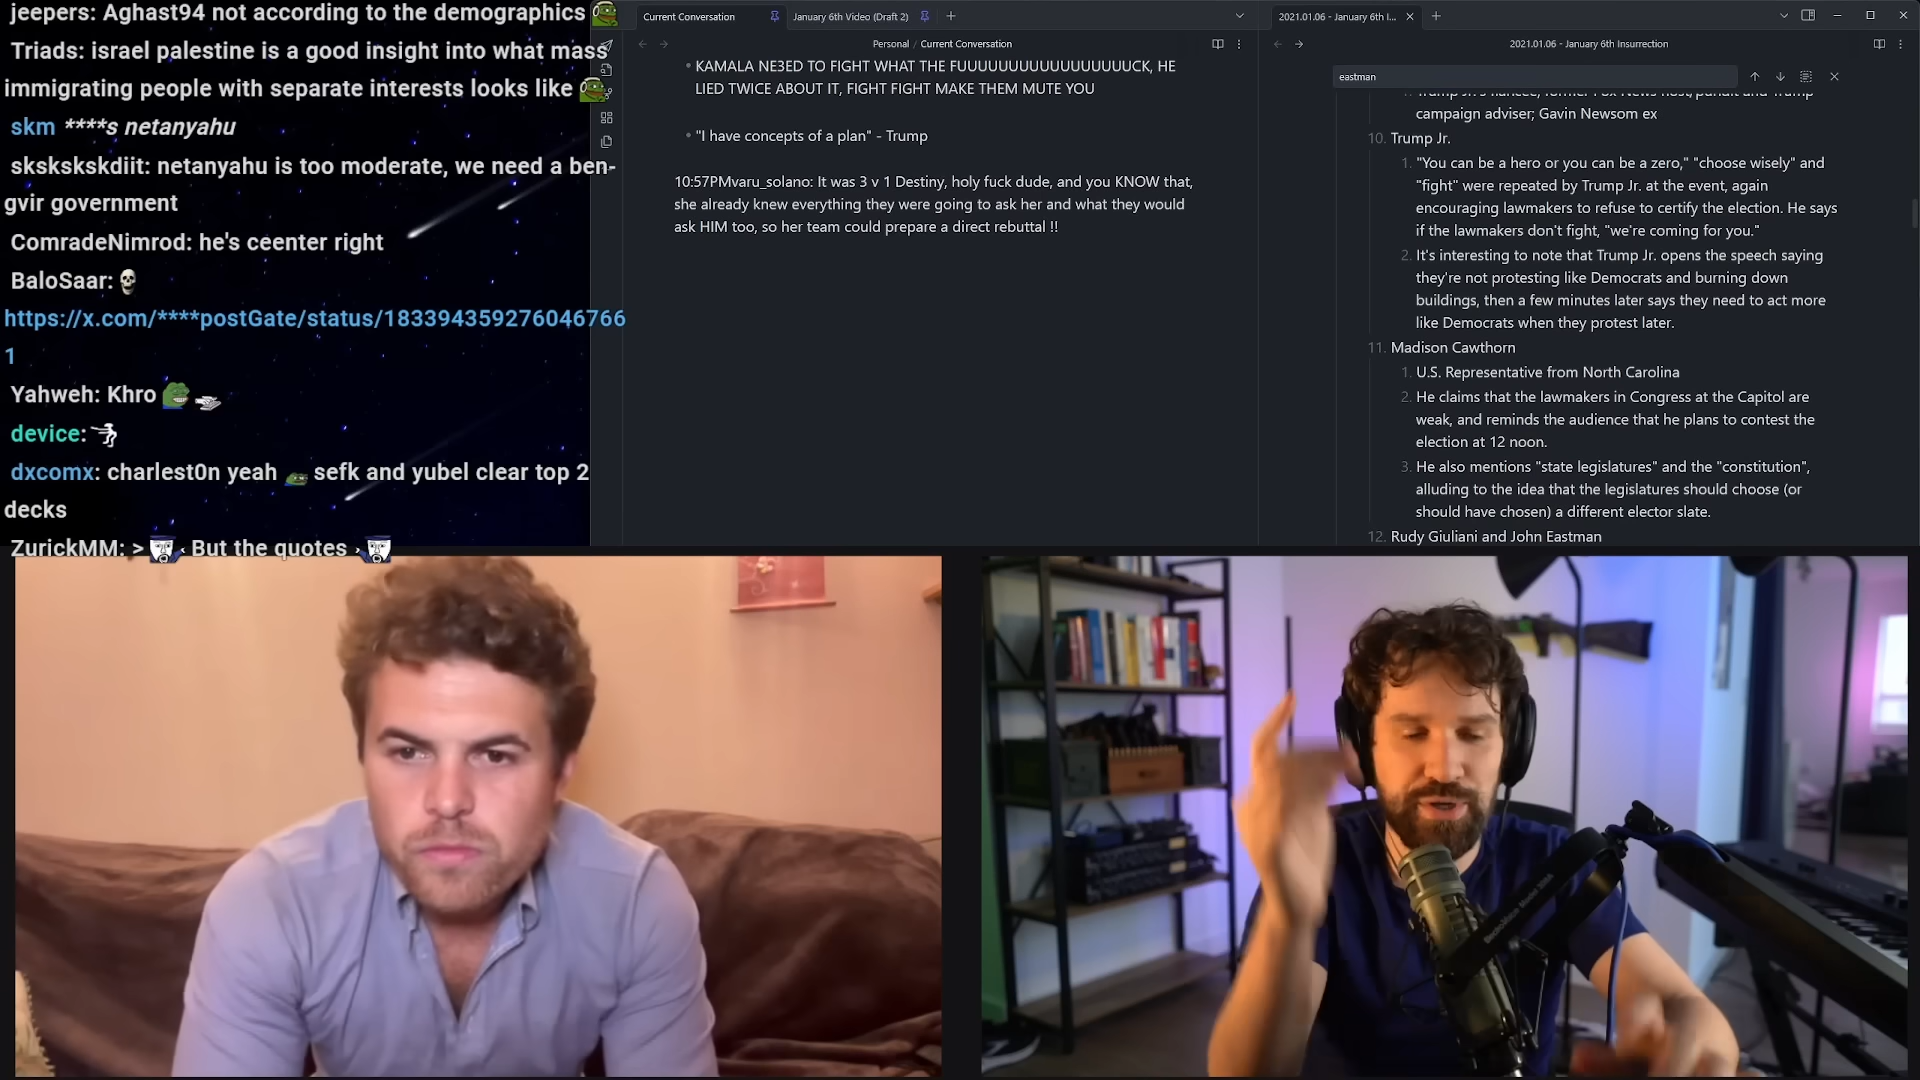 jeepers: Aghast94 not according to the demographics
Triads: israel palestine is a good insight into what mass
immigrating people with separate interests looks like
skm ****s netanyahu
skskskskdiit: netanyahu is too moderate, we need a ben-
gvir government
ComradeNimrod: he's ceenter right
BaloSaar:
https://x.com/****postGate/status/183394359276046766
1
Yahweh: Khro
device:
dxcomx: charlest0n yeah sefk and yubel clear top 2
decks
ZurickMM: > But the quotes
Current Conversation
January 6th Video (Draft 2)
Personal / Current Conversation
• KAMALA NE3ED TO FIGHT WHAT THE FUUUUUUUUUUUUUUUUUUCK, HE
LIED TWICE ABOUT IT, FIGHT FIGHT MAKE THEM MUTE YOU
• "I have concepts of a plan" - Trump
10:57PMvaru_solano: It was 3 v 1 Destiny, holy fuck dude, and you KNOW that,
she already knew everything they were going to ask her and what they would
ask HIM too, so her team could prepare a direct rebuttal !!
2021.01.06 - January 6th I...
2021.01.06 - January 6th Insurrection
eastman
1. Trump Jr.'s fiancee, former Fox News host/pundit and Trump
campaign adviser; Gavin Newsom ex
10. Trump Jr.
1. "You can be a hero or you can be a zero," "choose wisely" and
"fight" were repeated by Trump Jr. at the event, again
encouraging lawmakers to refuse to certify the election. He says
if the lawmakers don't fight, "we're coming for you."
2. It's interesting to note that Trump Jr. opens the speech saying
they're not protesting like Democrats and burning down
buildings, then a few minutes later says they need to act more
like Democrats when they protest later.
11. Madison Cawthorn
1. U.S. Representative from North Carolina
2. He claims that the lawmakers in Congress at the Capitol are
weak, and reminds the audience that he plans to contest the
election at 12 noon.
3. He also mentions "state legislatures" and the "constitution",
alluding to the idea that the legislatures should choose (or
should have chosen) a different elector slate.
12. Rudy Giuliani and John Eastman